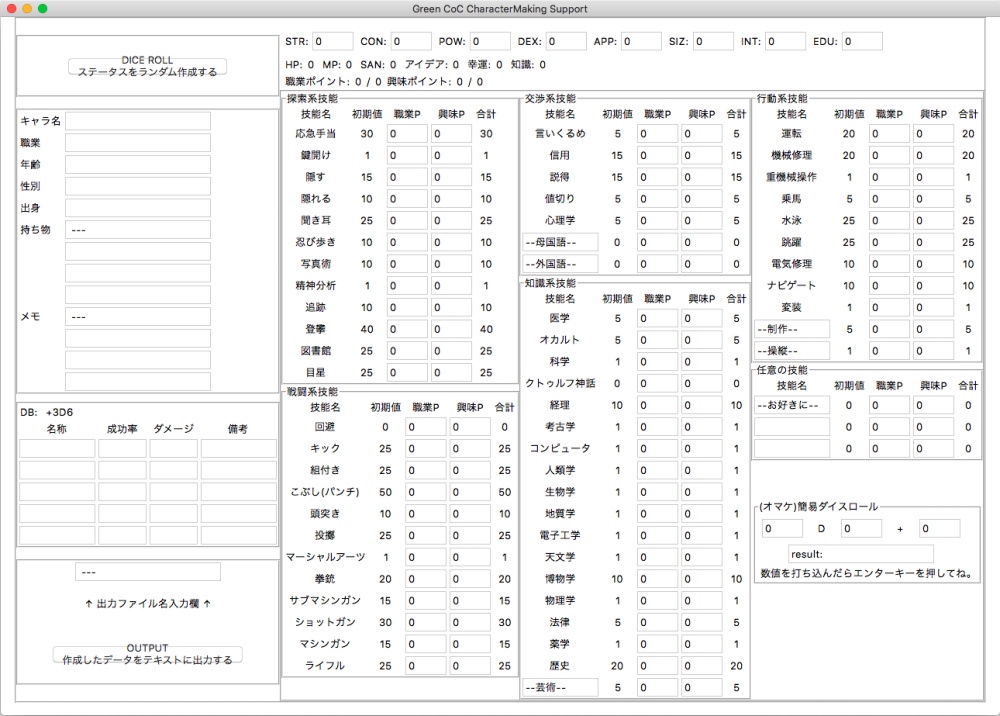 Green CoC CharacterMaking Support
DICE ROLL
ステータスをランダム作成する
STR: 0 CON: 0 POW: 0 DEX: 0 APP: 0 SIZ: 0 INT: 0 EDU: 0
HP: 0 MP: 0 SAN: 0 アイデア: 0 幸運: 0 知識: 0
職業ポイント: 0 / 0 興味ポイント: 0 / 0
キャラ名
職業
年齢
性別
出身
持ち物 ---
メモ ---
DB: +3D6
名称 成功率 ダメージ 備考
---
↑ 出力ファイル名入力欄 ↑
OUTPUT
作成したデータをテキストに出力する
探索系技能
技能名 初期値 職業P 興味P 合計
応急手当 30 0 0 30
鍵開け 1 0 0 1
隠す 15 0 0 15
隠れる 10 0 0 10
聞き耳 25 0 0 25
忍び歩き 10 0 0 10
写真術 10 0 0 10
精神分析 1 0 0 1
追跡 10 0 0 10
登攀 40 0 0 40
図書館 25 0 0 25
目星 25 0 0 25
戦闘系技能
技能名 初期値 職業P 興味P 合計
回避 0 0 0 0
キック 25 0 0 25
組付き 25 0 0 25
こぶし(パンチ) 50 0 0 50
頭突き 10 0 0 10
投擲 25 0 0 25
マーシャルアーツ 1 0 0 1
拳銃 20 0 0 20
サブマシンガン 15 0 0 15
ショットガン 30 0 0 30
マシンガン 15 0 0 15
ライフル 25 0 0 25
交渉系技能
技能名 初期値 職業P 興味P 合計
言いくるめ 5 0 0 5
信用 15 0 0 15
説得 15 0 0 15
値切り 5 0 0 5
心理学 5 0 0 5
--母国語-- 0 0 0 0
--外国語-- 0 0 0 0
知識系技能
技能名 初期値 職業P 興味P 合計
医学 5 0 0 5
オカルト 5 0 0 5
科学 1 0 0 1
クトゥルフ神話 0 0 0 0
経理 10 0 0 10
考古学 1 0 0 1
コンピュータ 1 0 0 1
人類学 1 0 0 1
生物学 1 0 0 1
地質学 1 0 0 1
電子工学 1 0 0 1
天文学 1 0 0 1
博物学 10 0 0 10
物理学 1 0 0 1
法律 5 0 0 5
薬学 1 0 0 1
歴史 20 0 0 20
--芸術-- 5 0 0 5
行動系技能
技能名 初期値 職業P 興味P 合計
運転 20 0 0 20
機械修理 20 0 0 20
重機械操作 1 0 0 1
乗馬 5 0 0 5
水泳 25 0 0 25
跳躍 25 0 0 25
電気修理 10 0 0 10
ナビゲート 10 0 0 10
変装 1 0 0 1
--制作-- 5 0 0 5
--操縦-- 1 0 0 1
任意の技能
技能名 初期値 職業P 興味P 合計
--お好きに-- 0 0 0 0
0 0 0 0
0 0 0 0
(オマケ)簡易ダイスロール
0 D 0 + 0
result:
数値を打ち込んだらエンターキーを押してね。